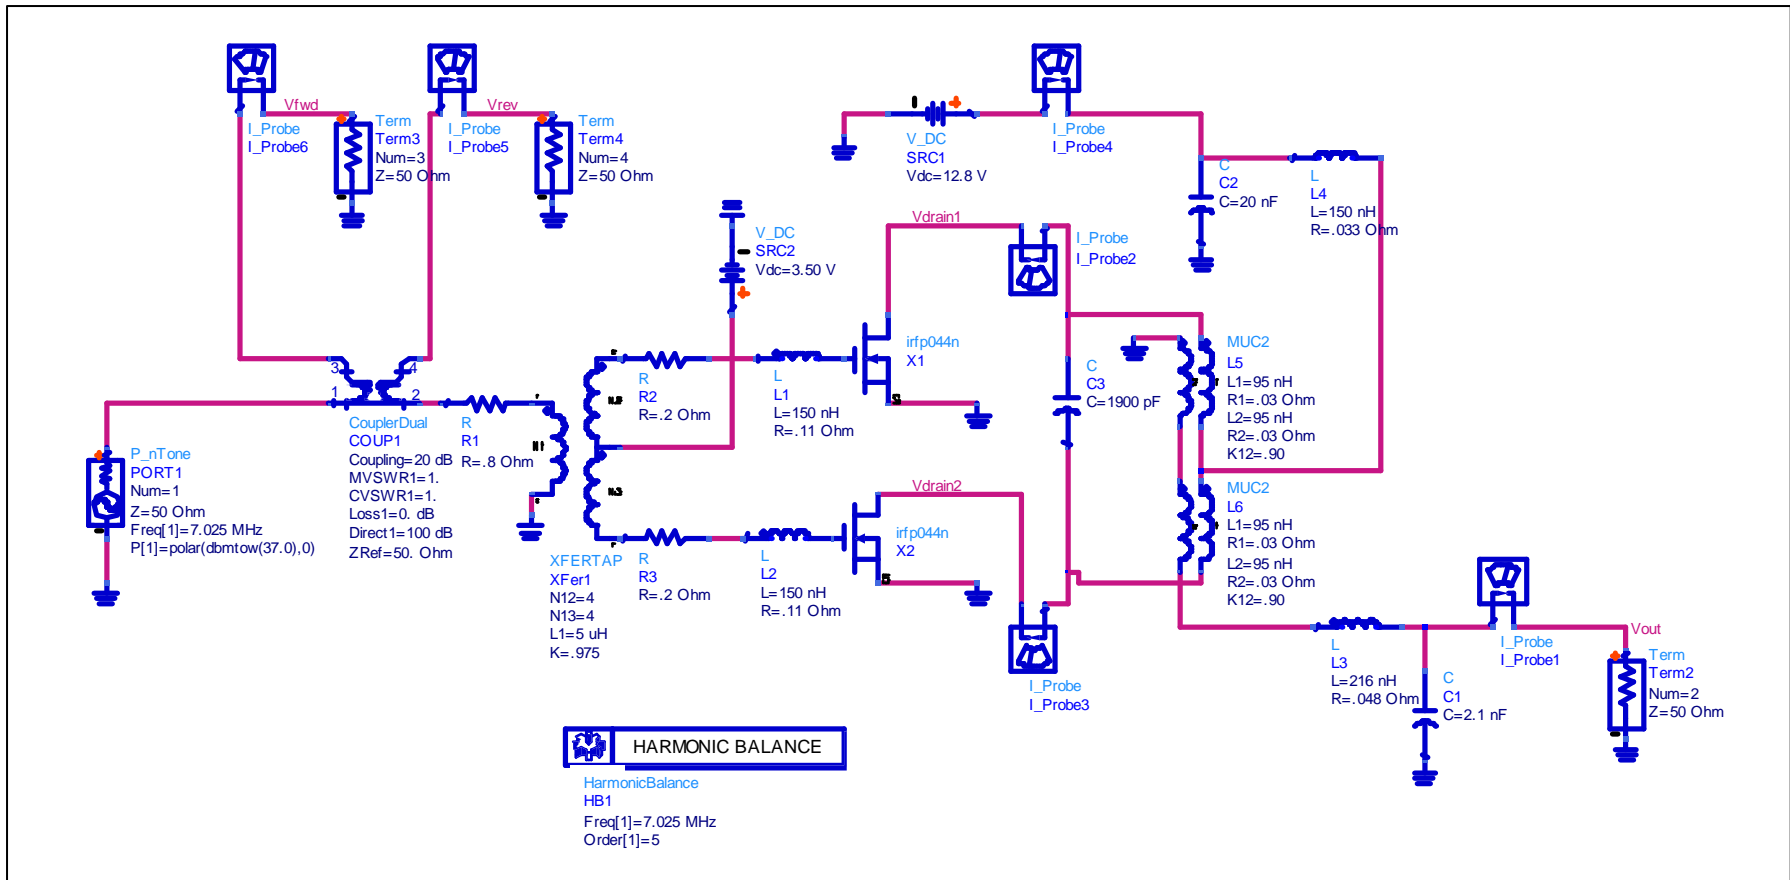 Vfwd
I_Probe
I_Probe6
Term
Term3
Num=3
Z=50 Ohm
Vrev
I_Probe
I_Probe5
Term
Term4
Num=4
Z=50 Ohm
V_DC
SRC1
Vdc=12.8 V
I_Probe
I_Probe4
C
C2
C=20 nF
L
L4
L=150 nH
R=.033 Ohm
V_DC
SRC2
Vdc=3.50 V
Vdrain1
I_Probe
I_Probe2
3
4
1
2
CouplerDual
COUP1
Coupling=20 dB
MVSWR1=1.
CVSWR1=1.
Loss1=0. dB
Direct1=100 dB
ZRef=50. Ohm
P_nTone
PORT1
Num=1
Z=50 Ohm
Freq[1]=7.025 MHz
P[1]=polar(dbmtow(37.0),0)
R
R1
R=.8 Ohm
XFERTAP
XFer1
N12=4
N13=4
L1=5 uH
K=.975
R
R2
R=.2 Ohm
L
L1
L=150 nH
R=.11 Ohm
irfp044n
X1
R
R3
R=.2 Ohm
L
L2
L=150 nH
R=.11 Ohm
Vdrain2
irfp044n
X2
C
C3
C=1900 pF
MUC2
L5
L1=95 nH
R1=.03 Ohm
L2=95 nH
R2=.03 Ohm
K12=.90
MUC2
L6
L1=95 nH
R1=.03 Ohm
L2=95 nH
R2=.03 Ohm
K12=.90
I_Probe
I_Probe3
L
L3
L=216 nH
R=.048 Ohm
C
C1
C=2.1 nF
I_Probe
I_Probe1
Vout
Term
Term2
Num=2
Z=50 Ohm
HARMONIC BALANCE
HarmonicBalance
HB1
Freq[1]=7.025 MHz
Order[1]=5